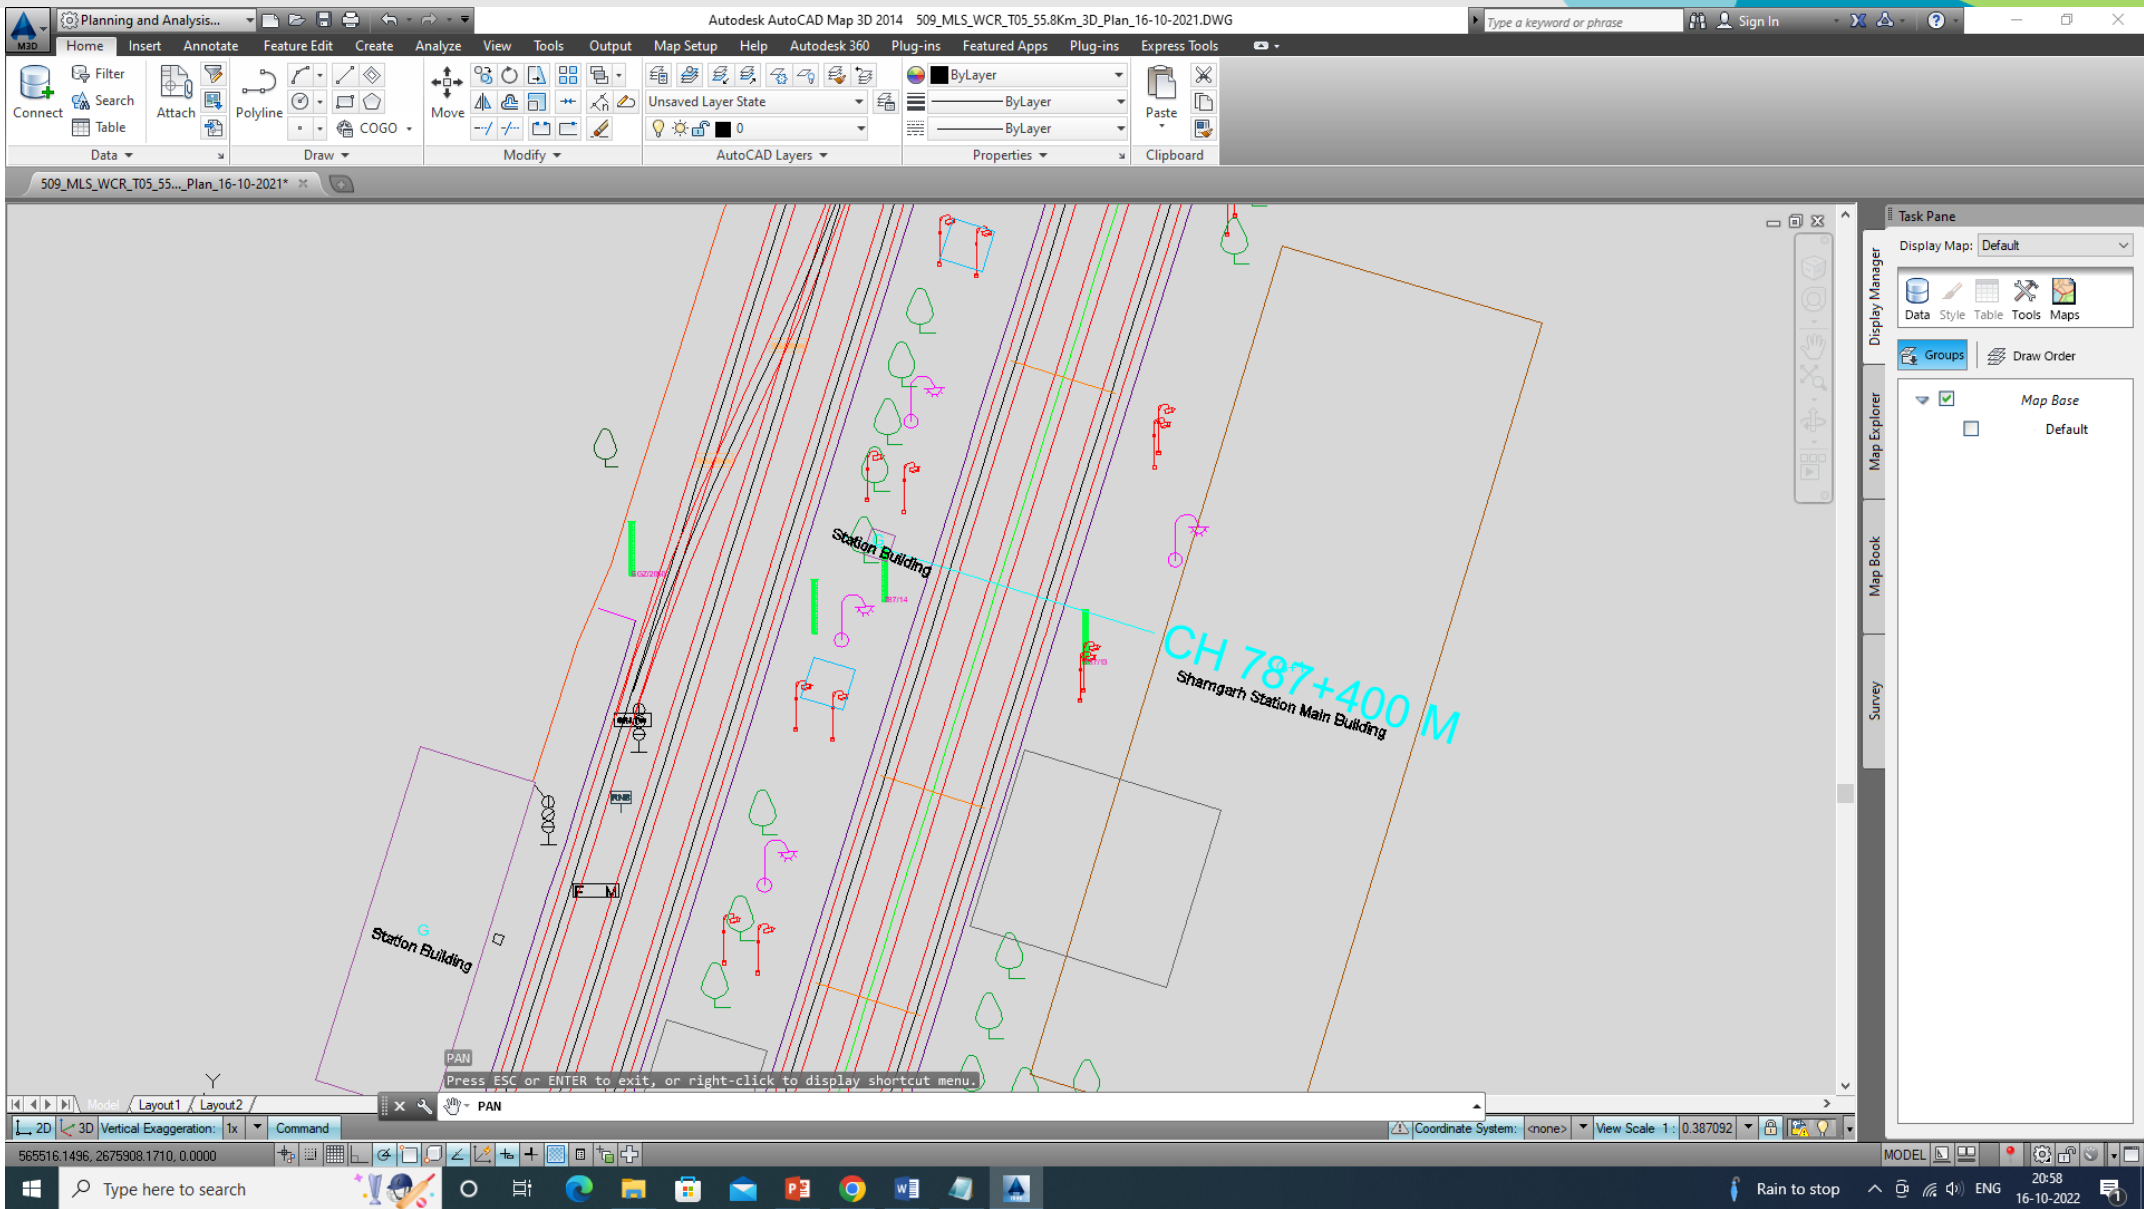 Planning and Analysis...
Autodesk AutoCAD Map 3D 2014 509_MLS_WCR_T05_55.8Km_3D_Plan_16-10-2021.DWG
Type a keyword or phrase
Sign In
M3D
Home Insert Annotate Feature Edit Create Analyze View Tools Output Map Setup Help Autodesk 360 Plug-ins Featured Apps Plug-ins Express Tools
Connect
Filter
Search
Table
Attach
Polyline
COGO
Move
Unsaved Layer State
0
ByLayer
ByLayer
ByLayer
Paste
Data
Draw
Modify
AutoCAD Layers
Properties
Clipboard
509_MLS_WCR_T05_55..._Plan_16-10-2021*
Station Building
G
787/14
CH 787+400 M
Shamgarh Station Main Building
RNB
F M
G
Station Building
Y
PAN
Press ESC or ENTER to exit, or right-click to display shortcut menu.
PAN
Model Layout1 Layout2
2D 3D Vertical Exaggeration: 1x Command
Coordinate System: <none> View Scale 1 : 0.387092
565516.1496, 2675908.1710, 0.0000
MODEL
Task Pane
Display Map: Default
Data Style Table Tools Maps
Groups Draw Order
Map Base
Default
Display Manager
Map Explorer
Map Book
Survey
Type here to search
Rain to stop
ENG
20:58
16-10-2022
1